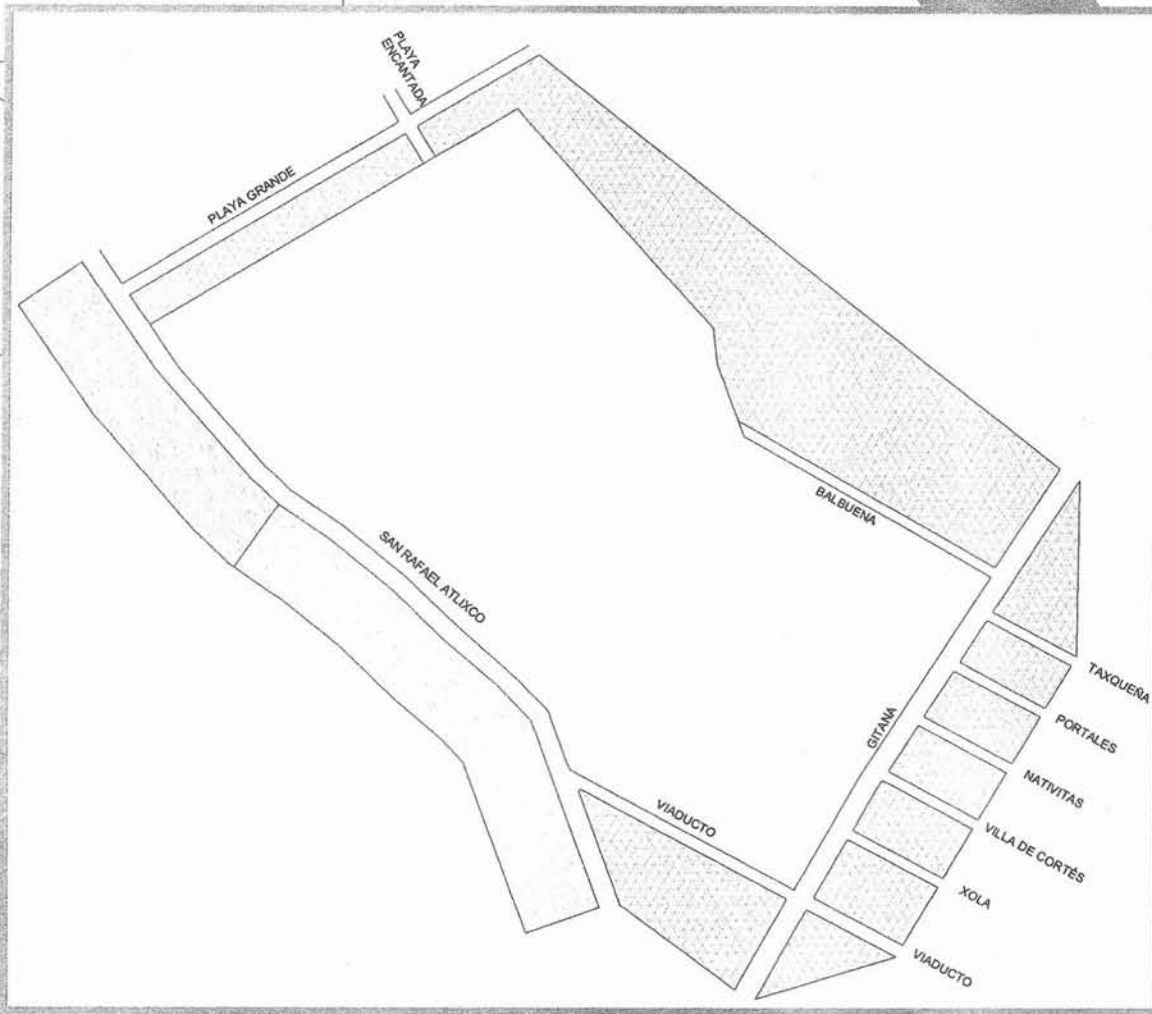 PLAYA
ENCANTADA
PLAYA GRANDE
BALBUENA
SAN RAFAEL ATLIXCO
TAXQUEÑA
PORTALES
GITANA
NATIVITAS
VIADUCTO
VILLA DE CORTÉS
XOLA
VIADUCTO